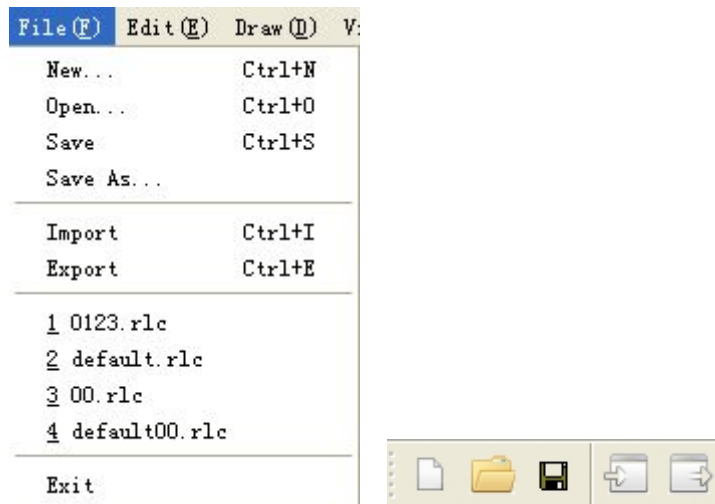 File(F) Edit(E) Draw(D) V
New... Ctrl+N
Open... Ctrl+O
Save Ctrl+S
Save As...
Import Ctrl+I
Export Ctrl+E
1 0123.rlc
2 default.rlc
3 00.rlc
4 default00.rlc
Exit